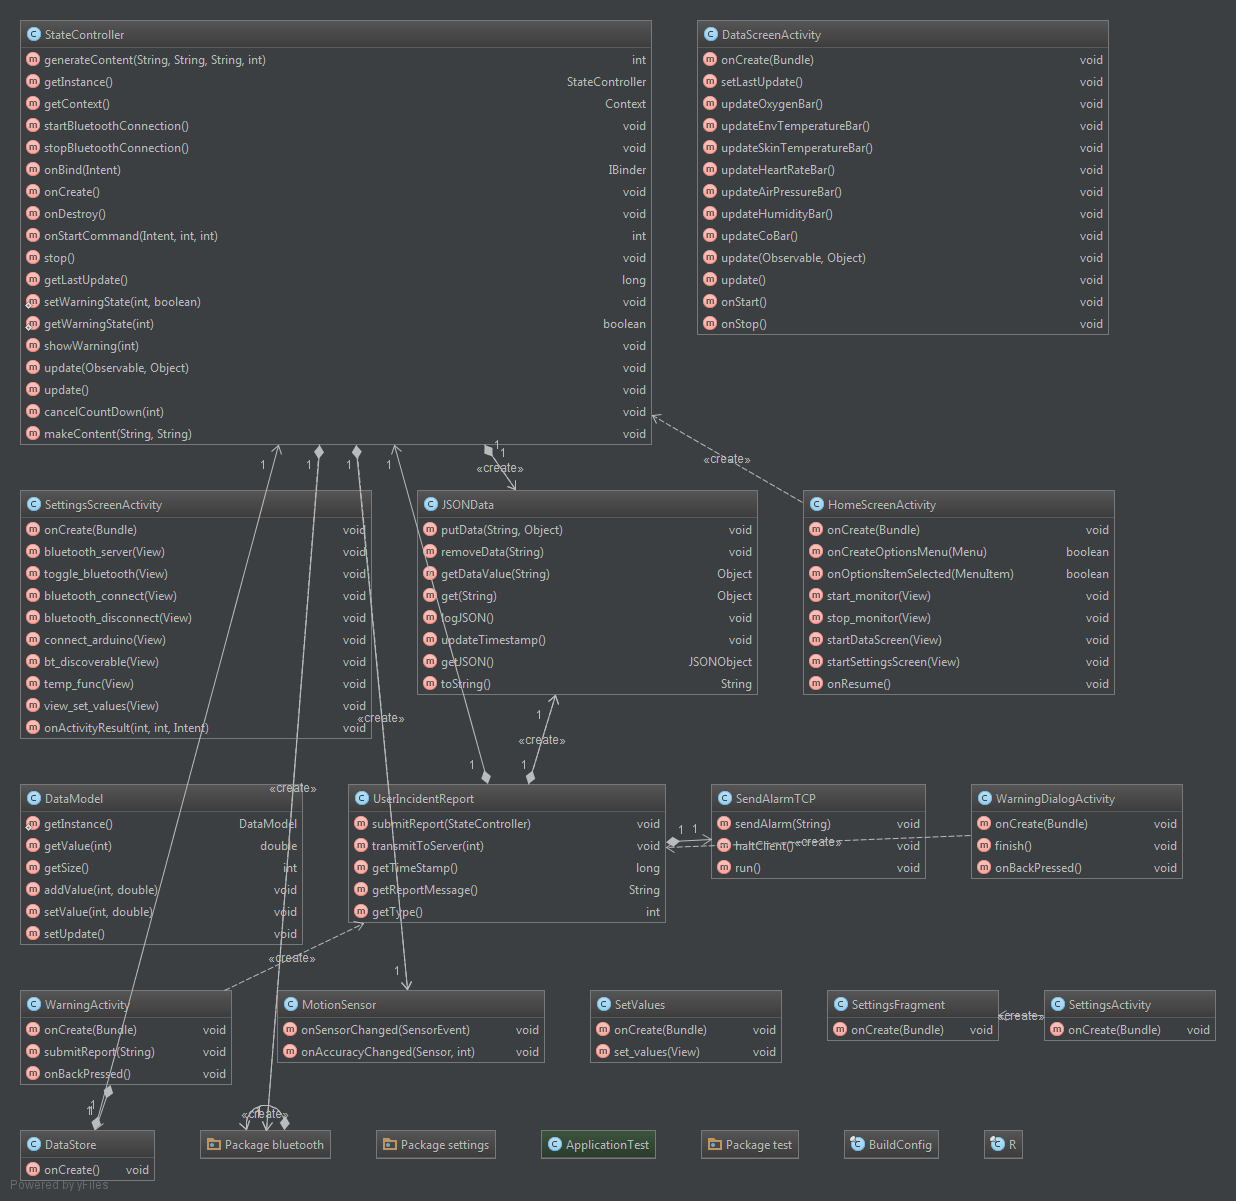 StateController
generateContent(String, String, String, int) int
getInstance() StateController
getContext() Context
startBluetoothConnection() void
stopBluetoothConnection() void
onBind(Intent) IBinder
onCreate() void
onDestroy() void
onStartCommand(Intent, int, int) int
stop() void
getLastUpdate() long
setWarningState(int, boolean) void
getWarningState(int) boolean
showWarning(int) void
update(Observable, Object) void
update() void
cancelCountDown(int) void
makeContent(String, String) void
DataScreenActivity
onCreate(Bundle) void
setLastUpdate() void
updateOxygenBar() void
updateEnvTemperatureBar() void
updateSkinTemperatureBar() void
updateHeartRateBar() void
updateAirPressureBar() void
updateHumidityBar() void
updateCoBar() void
update(Observable, Object) void
update() void
onStart() void
onStop() void
1 1 1 1 1
1
«create»
«create»
SettingsScreenActivity
onCreate(Bundle) void
bluetooth_server(View) void
toggle_bluetooth(View) void
bluetooth_connect(View) void
bluetooth_disconnect(View) void
connect_arduino(View) void
bt_discoverable(View) void
temp_func(View) void
view_set_values(View) void
onActivityResult(int, int, Intent) void
JSONData
putData(String, Object) void
removeData(String) void
getDataValue(String) Object
get(String) Object
logJSON() void
updateTimestamp() void
getJSON() JSONObject
toString() String
HomeScreenActivity
onCreate(Bundle) void
onCreateOptionsMenu(Menu) boolean
onOptionsItemSelected(MenuItem) boolean
start_monitor(View) void
stop_monitor(View) void
startDataScreen(View) void
startSettingsScreen(View) void
onResume() void
«create»
1
«create»
1 1
«create»
DataModel
getInstance() DataModel
getValue(int) double
getSize() int
addValue(int, double) void
setValue(int, double) void
setUpdate() void
UserIncidentReport
submitReport(StateController) void
transmitToServer(int) void
getTimeStamp() long
getReportMessage() String
getType() int
1 1
SendAlarmTCP
sendAlarm(String) void
haltClient() void
run() void
«create»
WarningDialogActivity
onCreate(Bundle) void
finish() void
onBackPressed() void
«create»
1
WarningActivity
onCreate(Bundle) void
submitReport(String) void
onBackPressed() void
MotionSensor
onSensorChanged(SensorEvent) void
onAccuracyChanged(Sensor, int) void
SetValues
onCreate(Bundle) void
set_values(View) void
SettingsFragment
onCreate(Bundle) void
«create»
SettingsActivity
onCreate(Bundle) void
1
1
«create»
1
DataStore
onCreate() void
Package bluetooth
Package settings
ApplicationTest
Package test
BuildConfig
R
Powered by yFiles